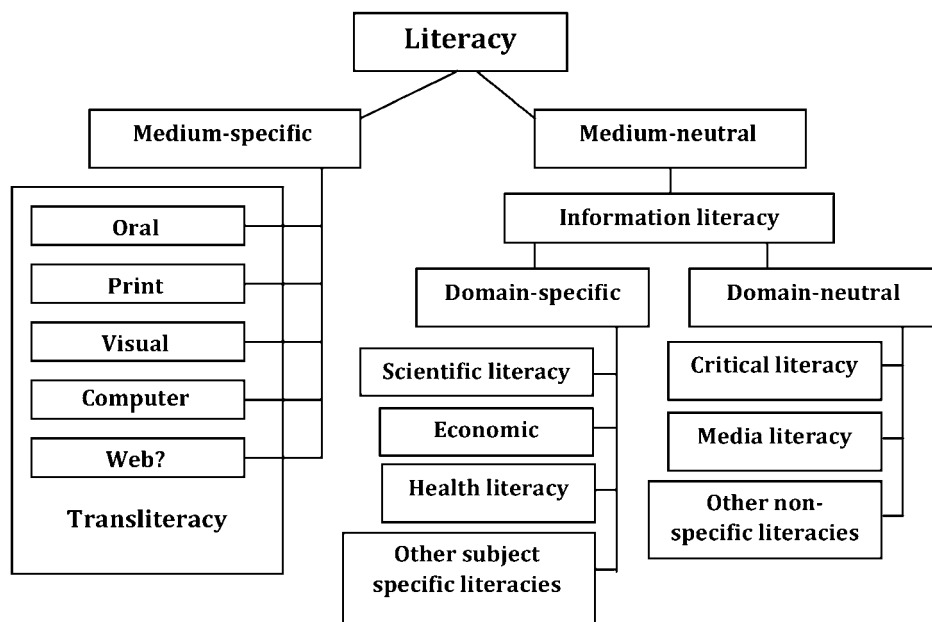 Literacy
Medium-specific
Medium-neutral
Oral
Print
Visual
Computer
Web?
Transliteracy
Information literacy
Domain-specific
Domain-neutral
Scientific literacy
Economic
Health literacy
Other subject
specific literacies
Critical literacy
Media literacy
Other non-
specific literacies